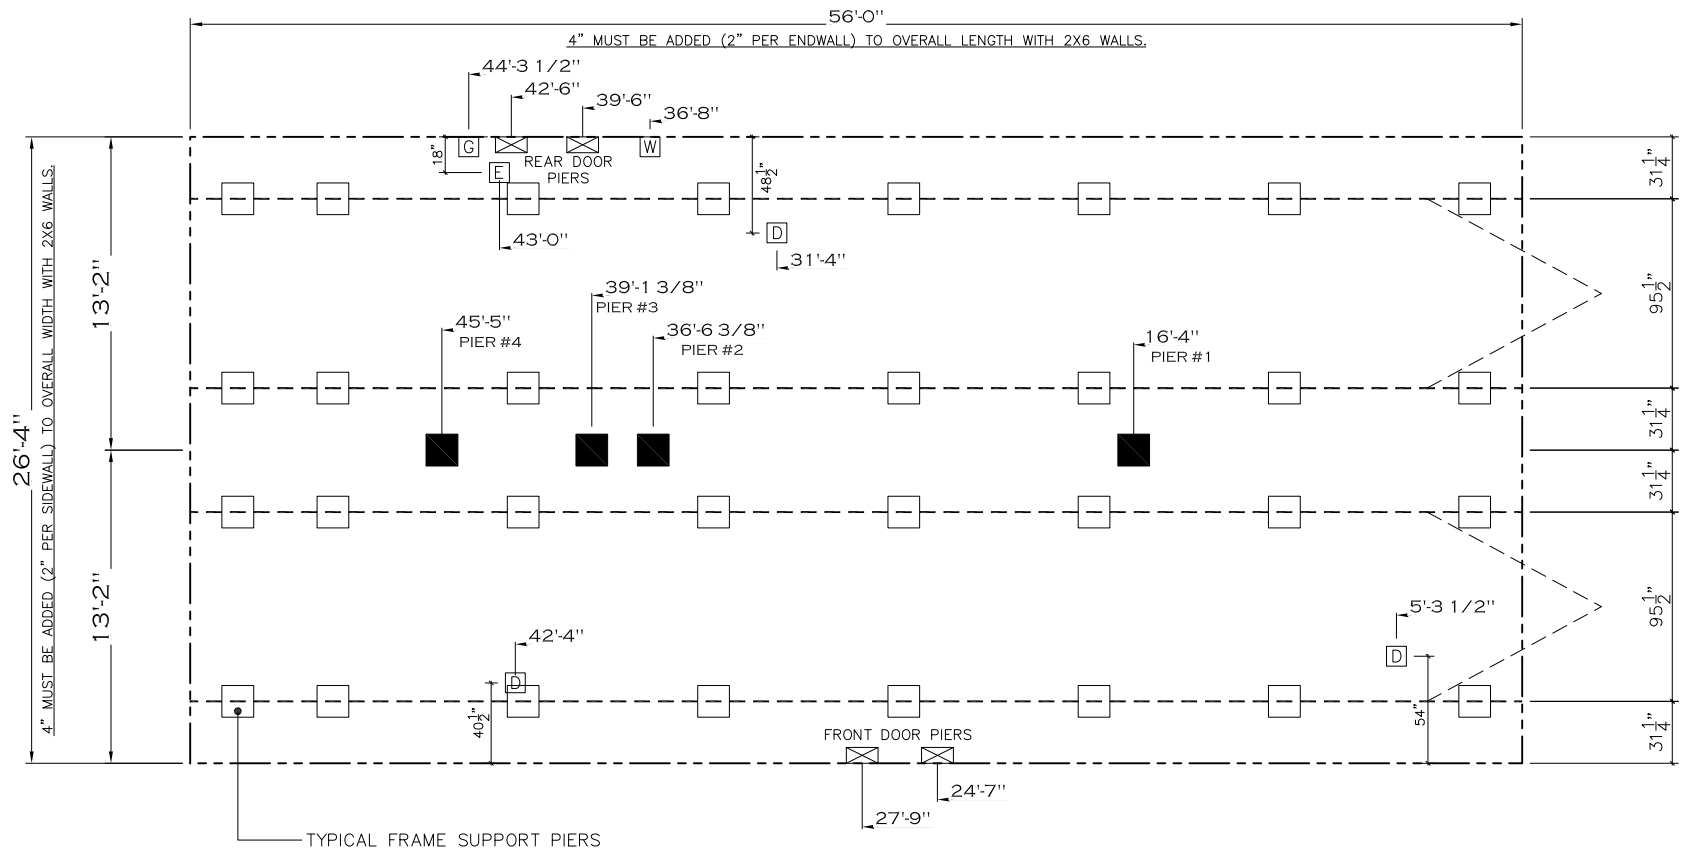 56'-0"
4" MUST BE ADDED (2" PER ENDWALL) TO OVERALL LENGTH WITH 2X6 WALLS.
44'-3 1/2"
42'-6"
39'-6"
36'-8"
G
W
18"
E
REAR DOOR
PIERS
48 1/2"
31 1/4"
D
43'-0"
31'-4"
13'-2"
95 1/2"
39'-1 3/8"
PIER #3
45'-5"
PIER #4
36'-6 3/8"
PIER #2
16'-4"
PIER #1
26'-4"
4" MUST BE ADDED (2" PER SIDEWALL) TO OVERALL WIDTH WITH 2X6 WALLS.
31 1/4"
31 1/4"
13'-2"
95 1/2"
5'-3 1/2"
42'-4"
D
D
40 1/2"
54"
31 1/4"
FRONT DOOR PIERS
24'-7"
27'-9"
TYPICAL FRAME SUPPORT PIERS